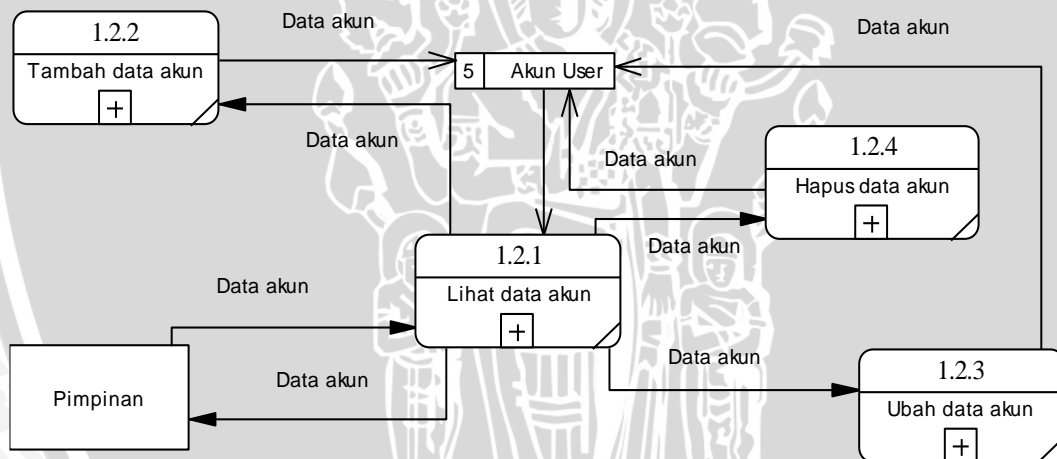 1.2.2
Tambah data akun
+
Data akun
5 Akun User
Data akun
Data akun
Data akun
1.2.4
Hapus data akun
+
Data akun
1.2.1
Lihat data akun
+
Data akun
Pimpinan
Data akun
Data akun
1.2.3
Ubah data akun
+